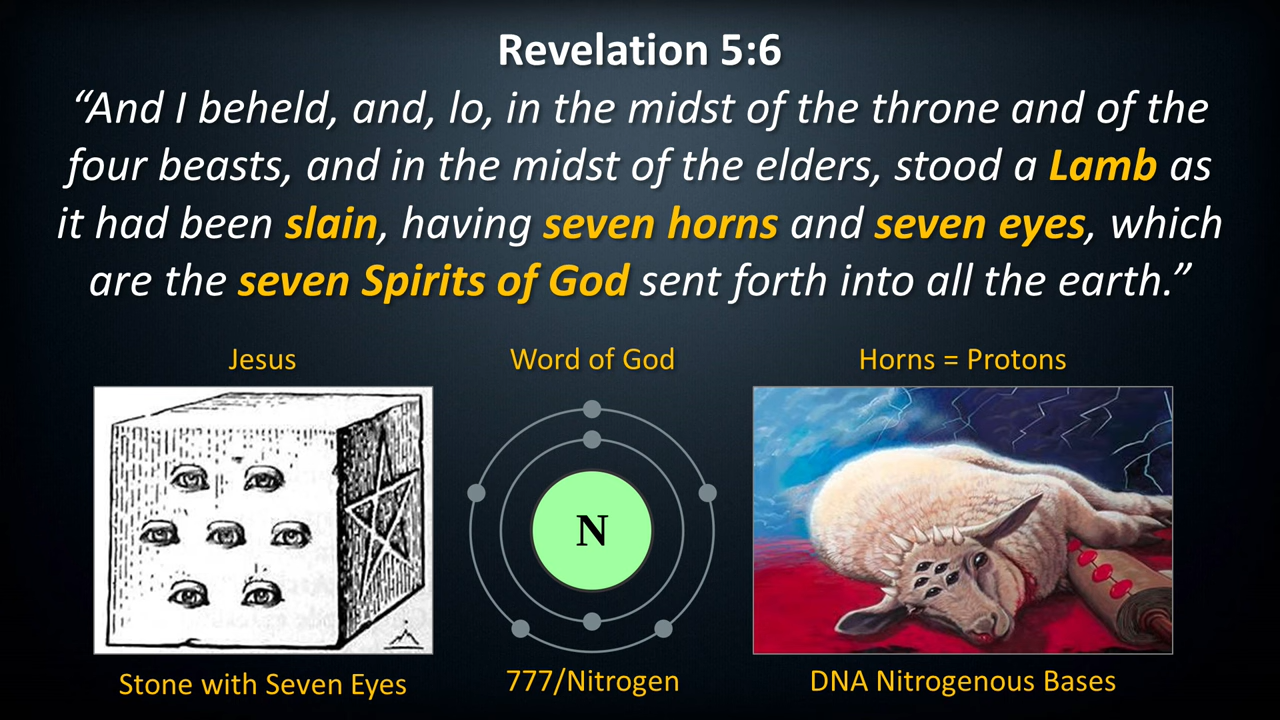 Revelation 5:6
“And I beheld, and, lo, in the midst of the throne and of the
four beasts, and in the midst of the elders, stood a Lamb as
it had been slain, having seven horns and seven eyes, which
are the seven Spirits of God sent forth into all the earth.”
Jesus
Word of God
Horns = Protons
N
Stone with Seven Eyes
777/Nitrogen
DNA Nitrogenous Bases